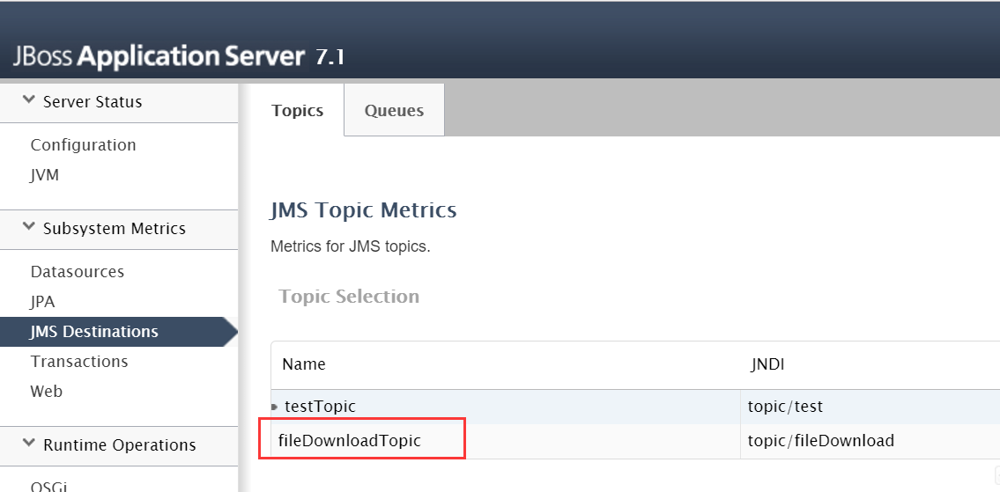 JBoss Application Server 7.1
Server Status
Configuration
JVM
Subsystem Metrics
Datasources
JPA
JMS Destinations
Transactions
Web
Runtime Operations
OSGi
Topics
Queues
JMS Topic Metrics
Metrics for JMS topics.
Topic Selection
Name JNDI
testTopic topic/test
fileDownloadTopic topic/fileDownload